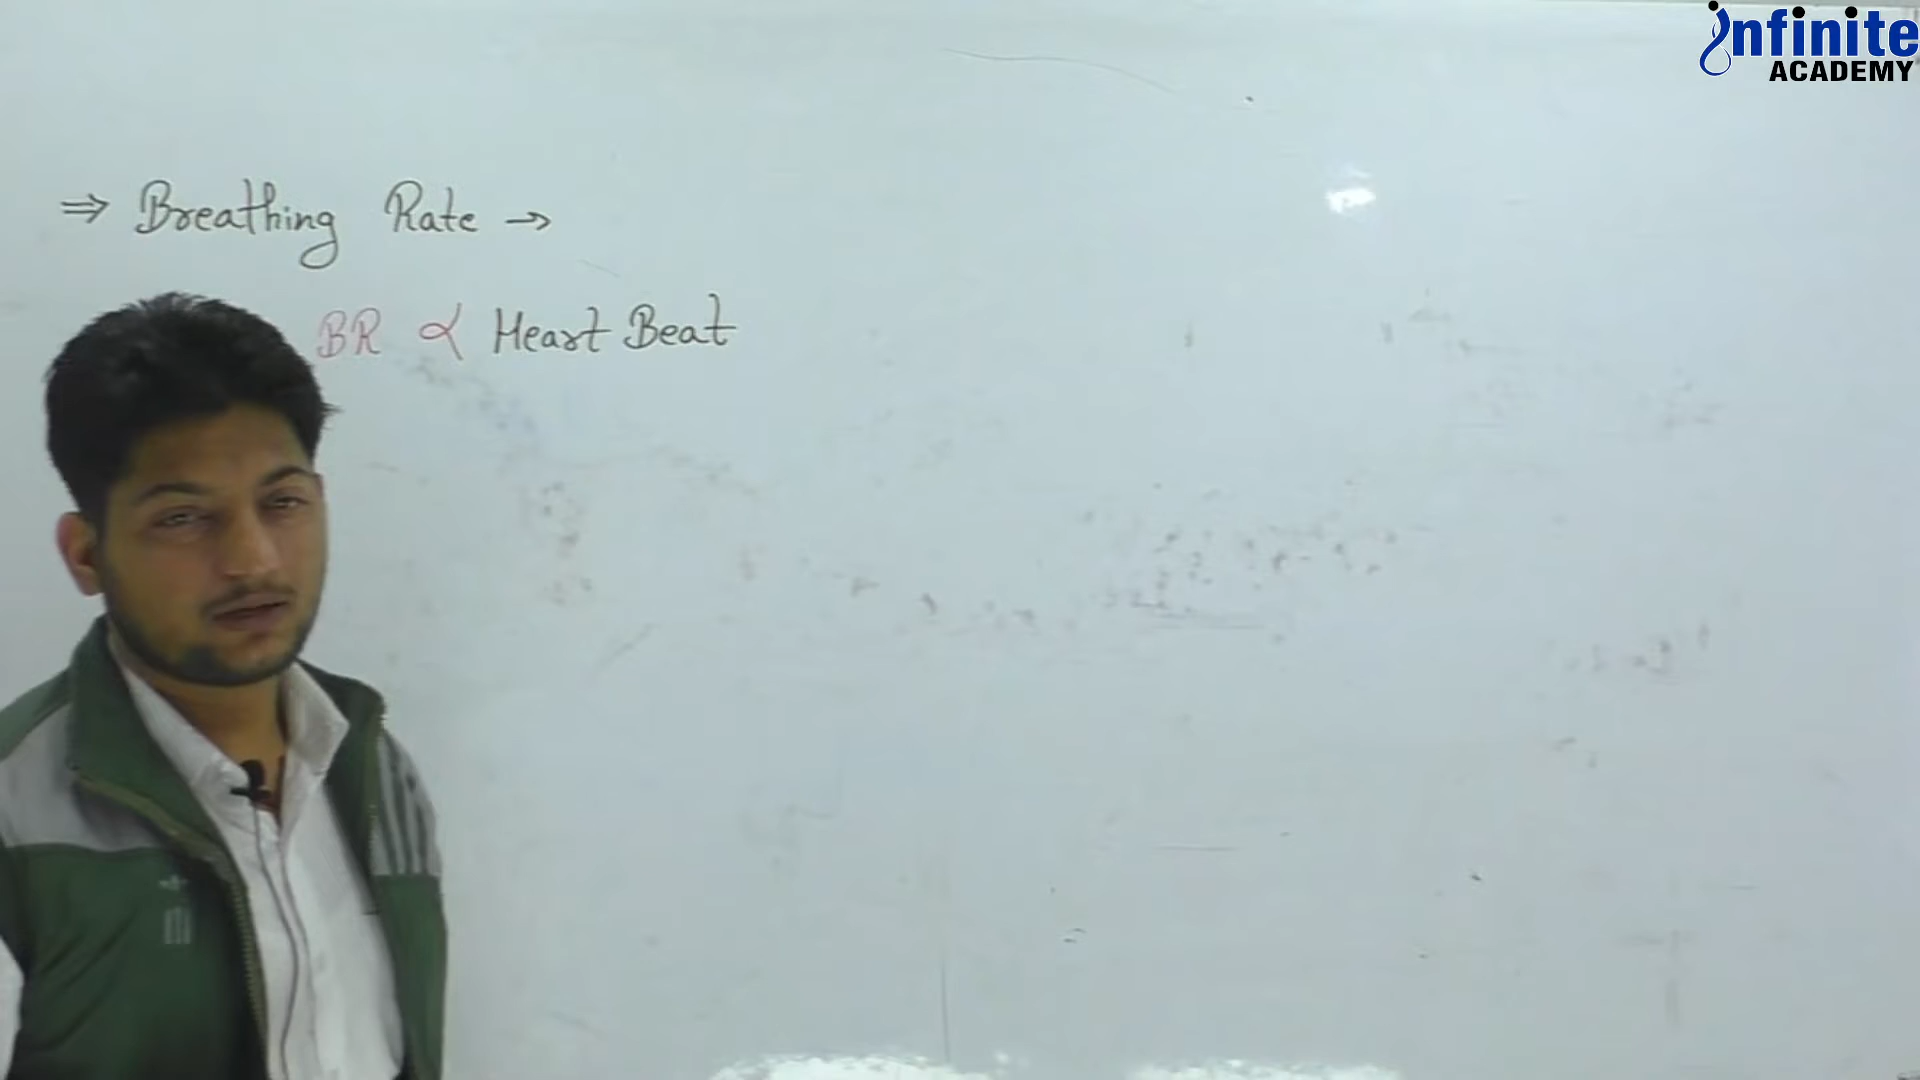 infinite
ACADEMY
⇒ Breathing Rate →
BR ∝ Heart Beat